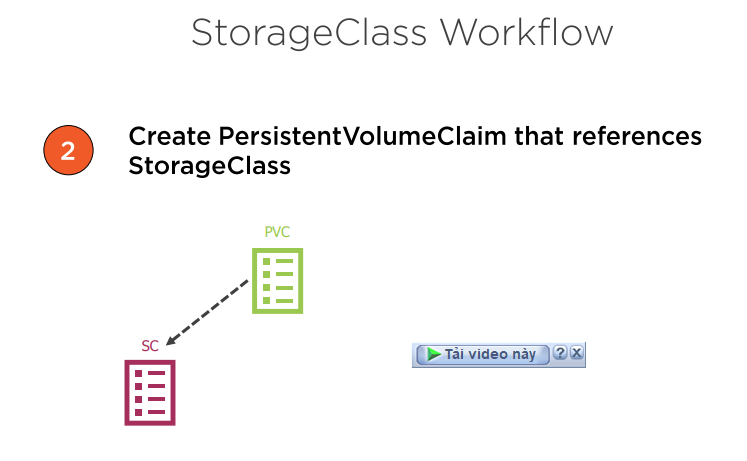 StorageClass Workflow
2
Create PersistentVolumeClaim that references
StorageClass
PVC
SC
Tải video này ? x